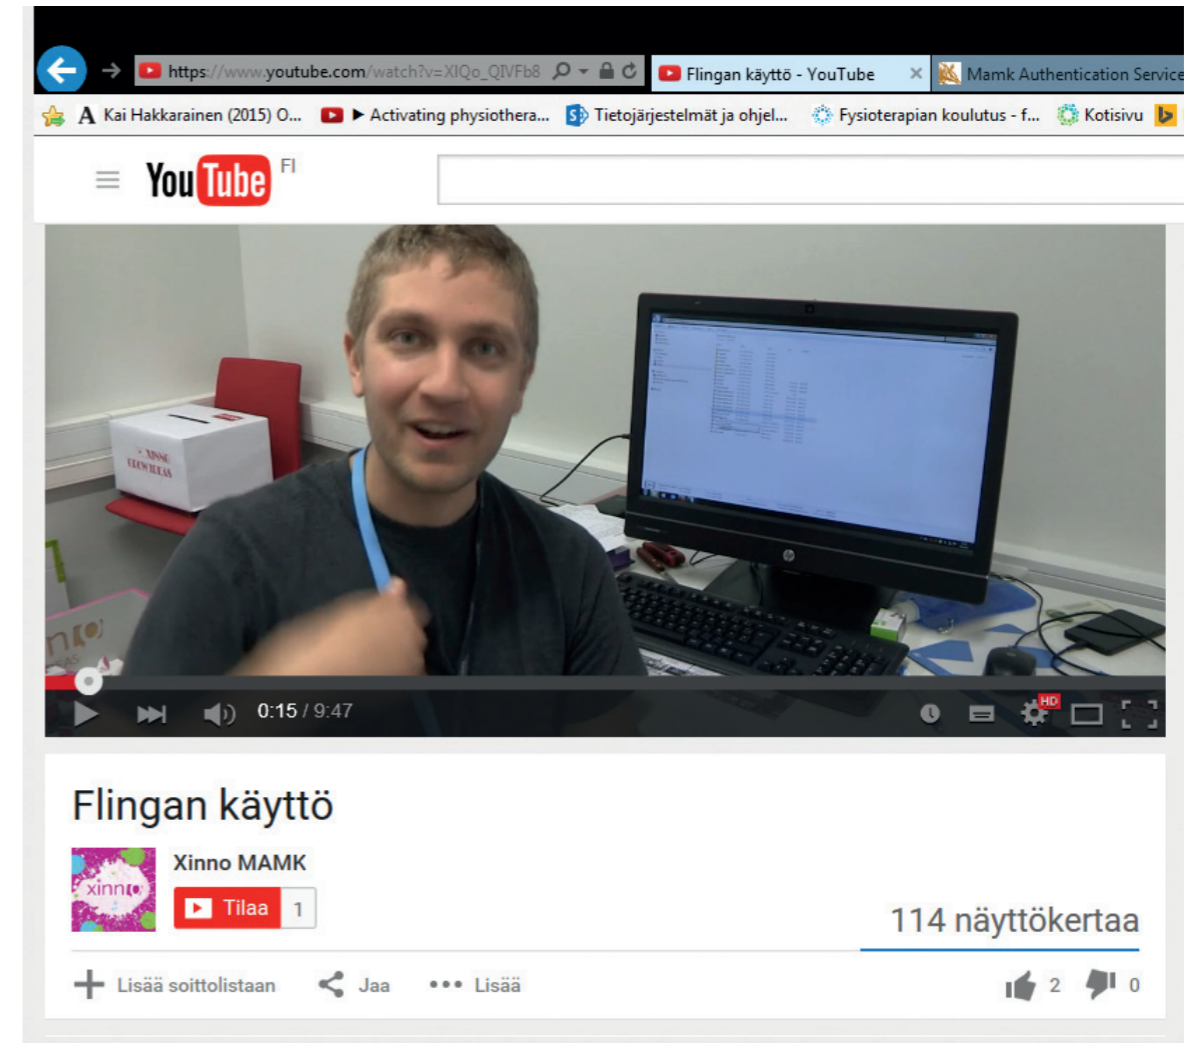 https://www.youtube.com/watch?v=XIQo_QIVFb8 Flingan käyttö - YouTube Mamk Authentication Service
A Kai Hakkarainen (2015) O... Activating physiothera... Tietojärjestelmät ja ohjel... Fysioterapian koulutus - f... Kotisivu
YouTube FI
XINNO
0:15 / 9:47 HD
Flingan käyttö
xinno
Xinno MAMK
Tilaa 1
114 näyttökertaa
Lisää soittolistaan Jaa Lisää 2 0